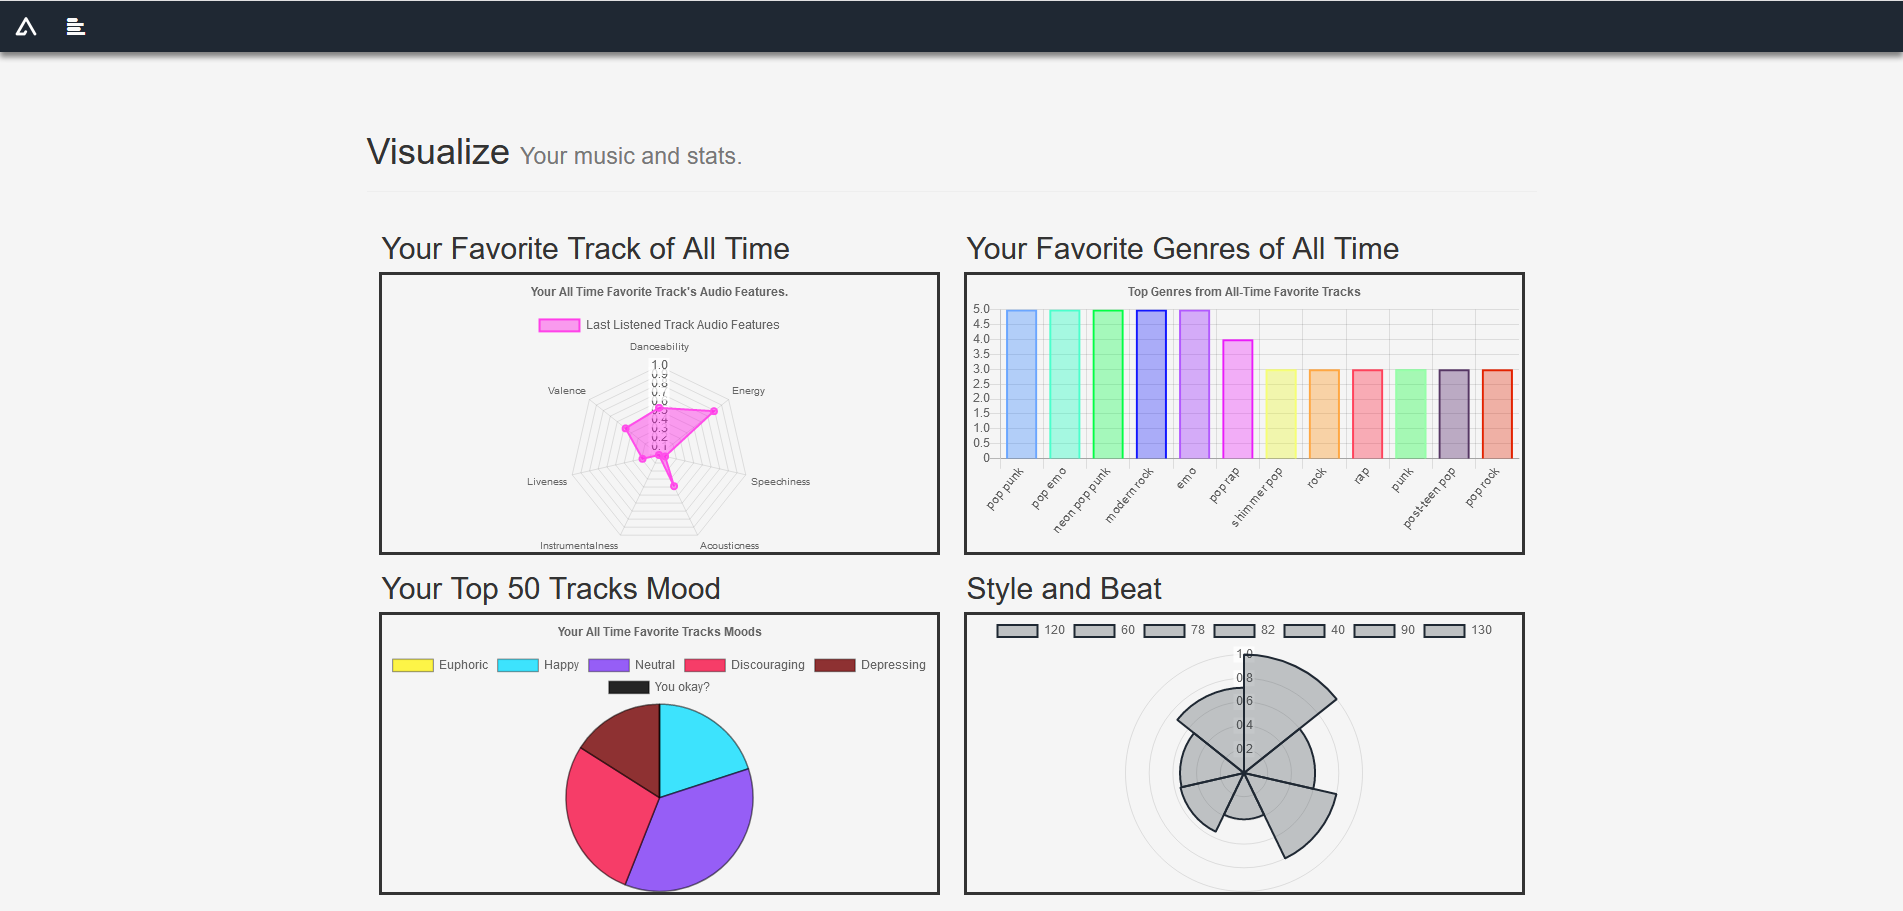 Visualize Your music and stats.
Your Favorite Track of All Time
Your All Time Favorite Track's Audio Features.
Last Listened Track Audio Features
Danceability
1.0
0.9
0.8
0.7
0.6
0.5
0.4
0.3
0.2
Valence
Energy
Liveness
Speechiness
Instrumentalness
Acousticness
Your Favorite Genres of All Time
Top Genres from All-Time Favorite Tracks
5.0
4.5
4.0
3.5
3.0
2.5
2.0
1.5
1.0
0.5
0
pop punk
pop emo
neon pop punk
modern rock
emo
pop rap
shimmer pop
rock
rap
punk
post-teen pop
pop rock
Your Top 50 Tracks Mood
Your All Time Favorite Tracks Moods
Euphoric Happy Neutral Discouraging Depressing
You okay?
Style and Beat
120 60 78 82 40 90 130
1.0
0.8
0.6
0.4
0.2